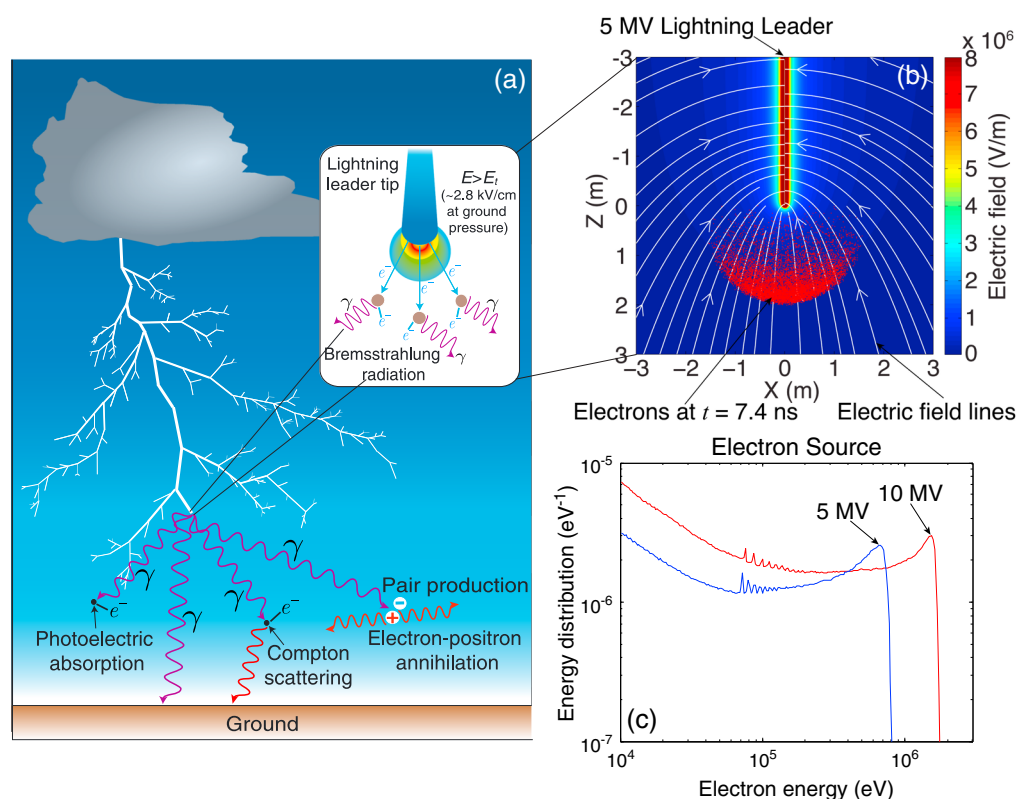 (a)
Lightning
leader tip
E>Et
(~2.8 kV/cm
at ground
pressure)
e−
e−
e−
γ
e−
e−
e−
γ
γ
Bremsstrahlung
radiation
γ
γ
γ
γ
e−
Photoelectric
absorption
e−
Compton
scattering
Pair production
−
+
Electron-positron
annihilation
Ground
5 MV Lightning Leader
(b)
x 10⁶
-3
-2
-1
0
1
2
3
Z (m)
−3 −2 −1 0 1 2 3
X (m)
8
7
6
5
4
3
2
1
0
Electric field (V/m)
Electrons at t = 7.4 ns
Electric field lines
Electron Source
10⁻⁵
10⁻⁶
10⁻⁷
Energy distribution (eV⁻¹)
5 MV
10 MV
(c)
10⁴ 10⁵ 10⁶
Electron energy (eV)